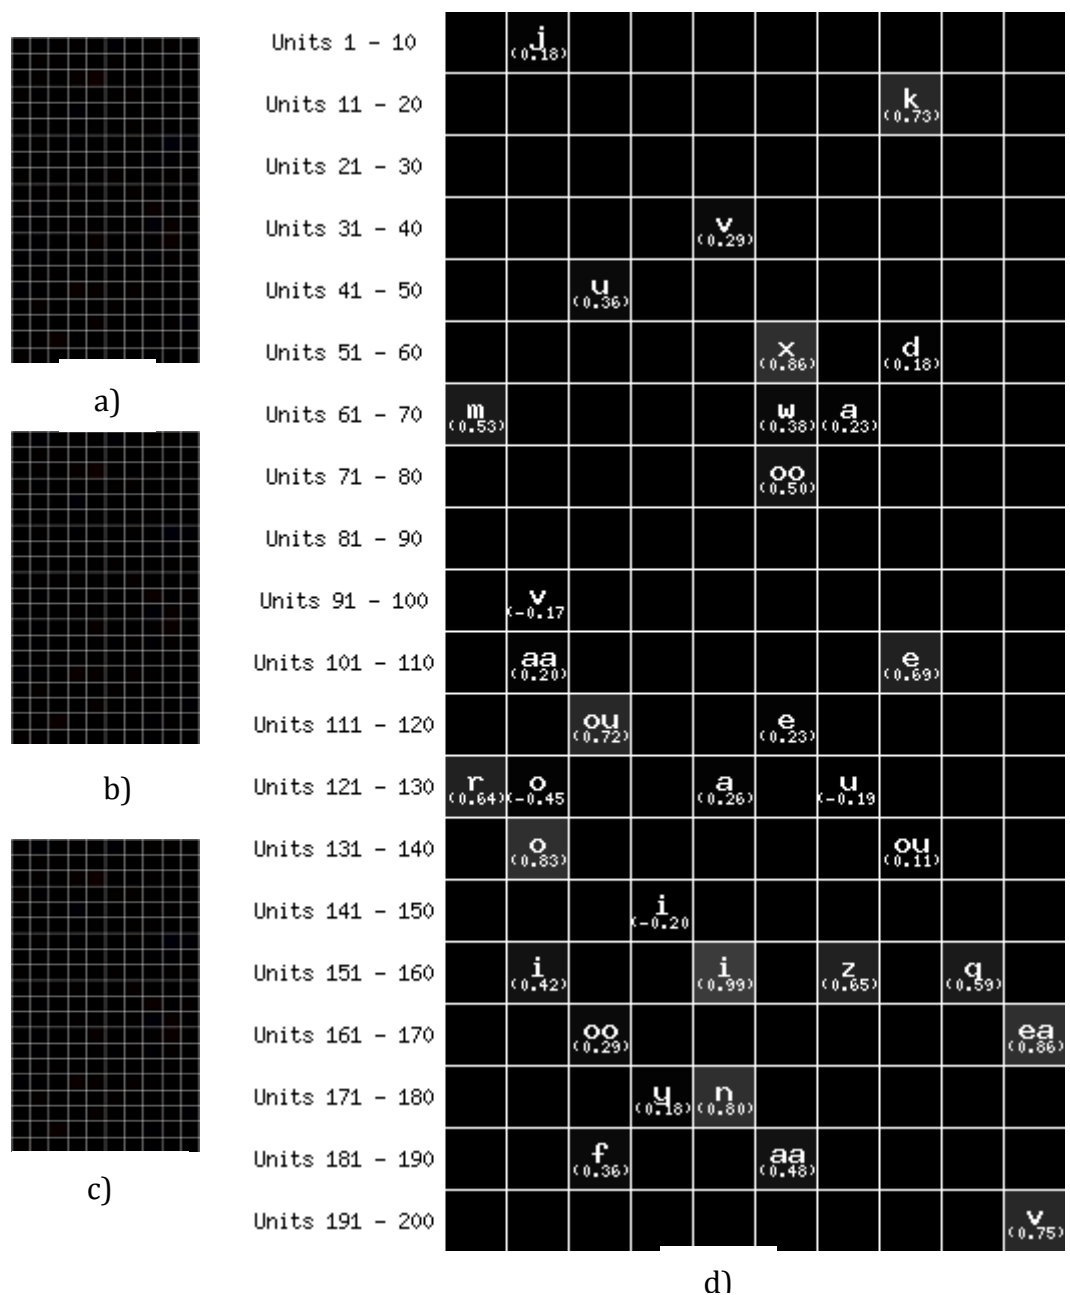 Units 1 - 10 j (0.18)
Units 11 - 20 k (0.73)
Units 21 - 30
Units 31 - 40 v (0.29)
Units 41 - 50 u (0.36)
Units 51 - 60 x (0.86) d (0.18)
a)
Units 61 - 70 m (0.53) w (0.38) a (0.23)
Units 71 - 80 oo (0.50)
Units 81 - 90
Units 91 - 100 v (-0.17
Units 101 - 110 aa (0.20) e (0.69)
Units 111 - 120 ou (0.72) e (0.23)
b)
Units 121 - 130 r (0.64) o (-0.45 a (0.26) u (-0.19
Units 131 - 140 o (0.83) ou (0.11)
Units 141 - 150 i (-0.20
Units 151 - 160 i (0.42) i (0.99) z (0.65) q (0.59)
Units 161 - 170 oo (0.29) ea (0.86)
Units 171 - 180 y (0.18) n (0.80)
Units 181 - 190 f (0.36) aa (0.48)
c)
Units 191 - 200 v (0.75)
d)